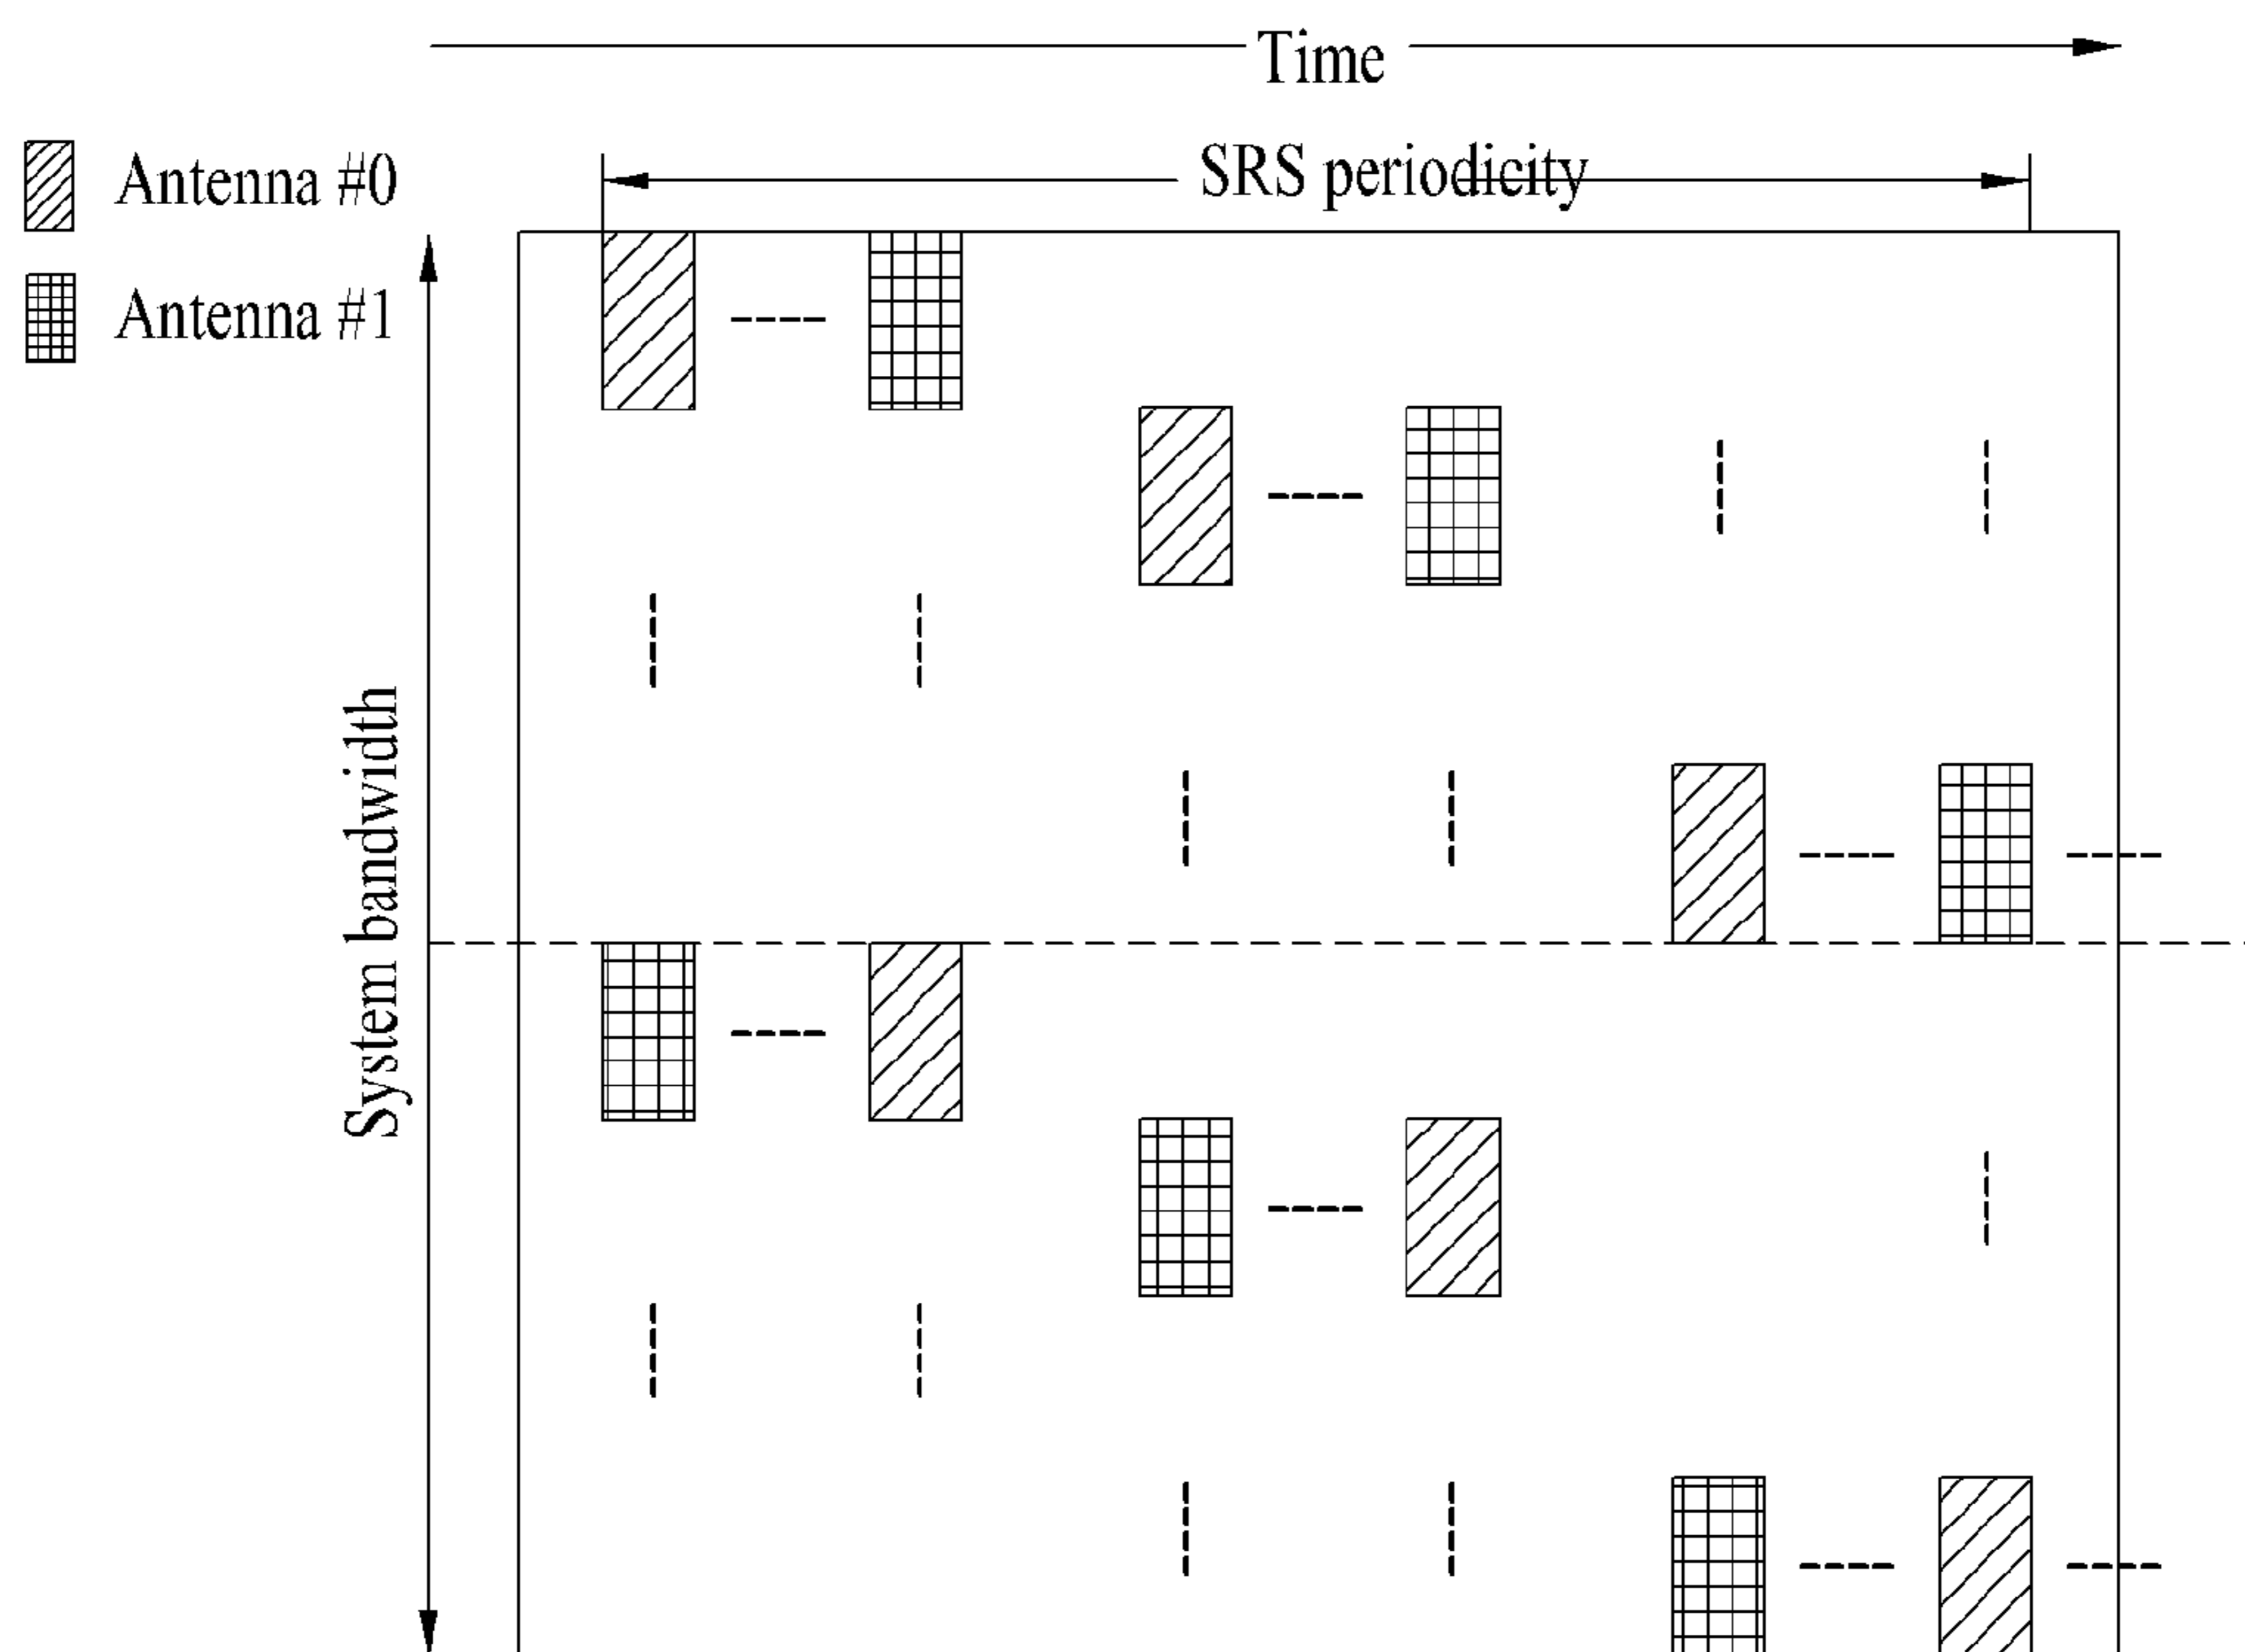 Time
SRS periodicity
Antenna #0
Antenna #1
System bandwidth